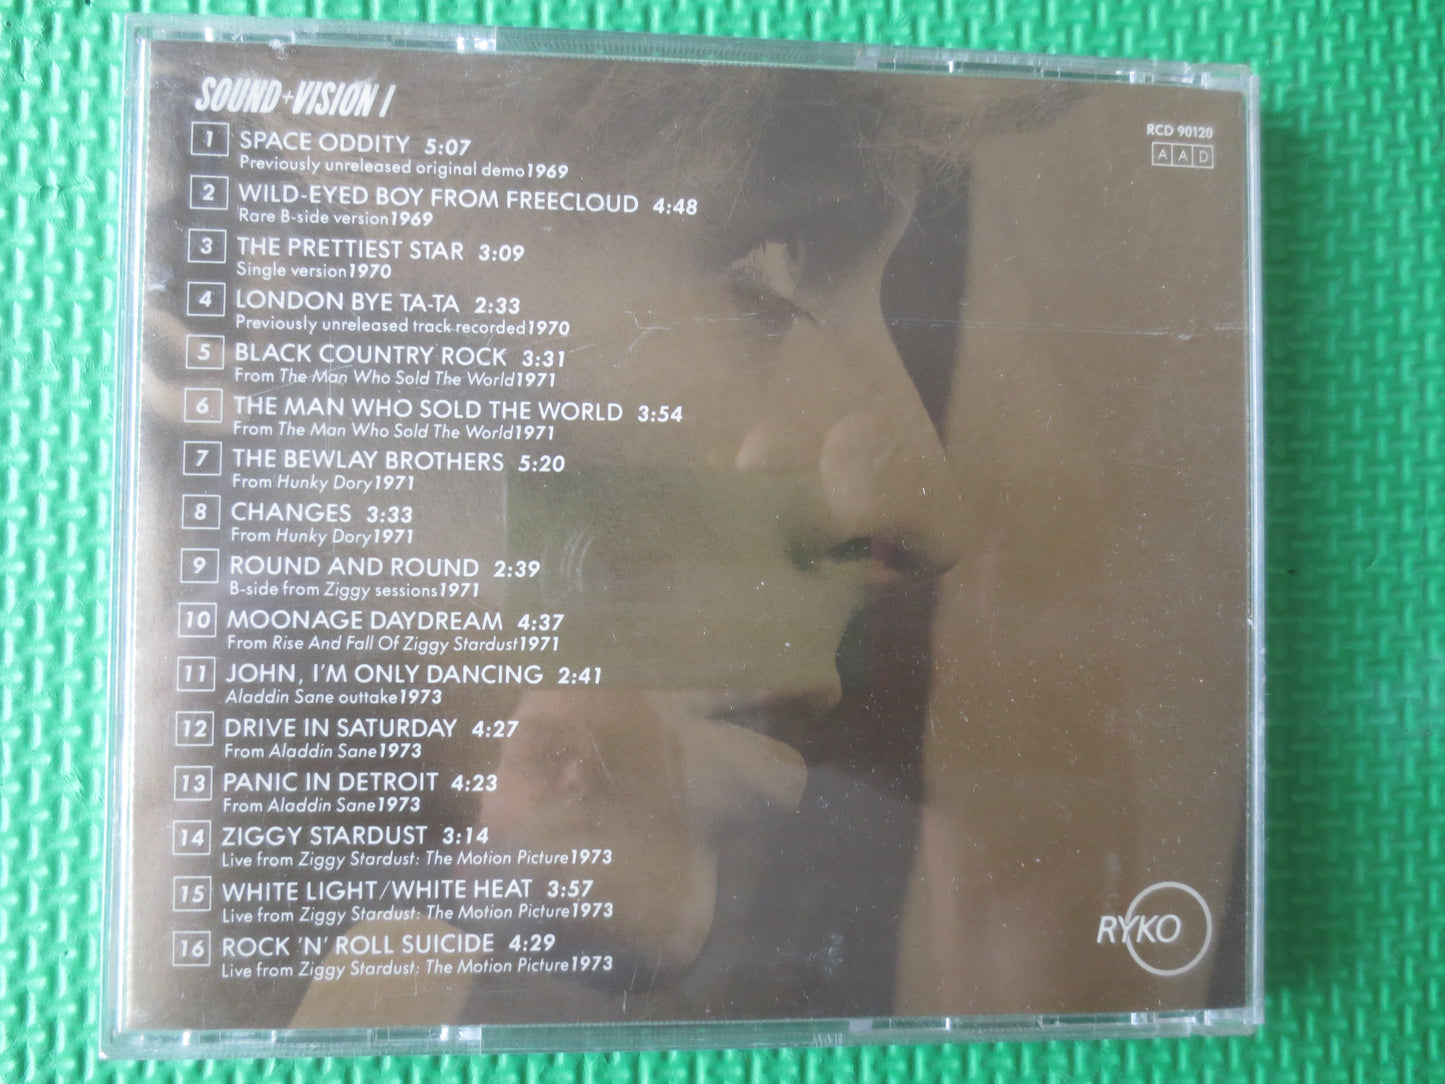 SOUND+VISION I
RCD 90120
A A D
1 SPACE ODDITY 5:07
Previously unreleased original demo 1969
2 WILD-EYED BOY FROM FREECLOUD 4:48
Rare B-side version 1969
3 THE PRETTIEST STAR 3:09
Single version 1970
4 LONDON BYE TA-TA 2:33
Previously unreleased track recorded 1970
5 BLACK COUNTRY ROCK 3:31
From The Man Who Sold The World 1971
6 THE MAN WHO SOLD THE WORLD 3:54
From The Man Who Sold The World 1971
7 THE BEWLAY BROTHERS 5:20
From Hunky Dory 1971
8 CHANGES 3:33
From Hunky Dory 1971
9 ROUND AND ROUND 2:39
B-side from Ziggy sessions 1971
10 MOONAGE DAYDREAM 4:37
From Rise And Fall Of Ziggy Stardust 1971
11 JOHN, I'M ONLY DANCING 2:41
Aladdin Sane outtake 1973
12 DRIVE IN SATURDAY 4:27
From Aladdin Sane 1973
13 PANIC IN DETROIT 4:23
From Aladdin Sane 1973
14 ZIGGY STARDUST 3:14
Live from Ziggy Stardust: The Motion Picture 1973
15 WHITE LIGHT/WHITE HEAT 3:57
Live from Ziggy Stardust: The Motion Picture 1973
16 ROCK 'N' ROLL SUICIDE 4:29
Live from Ziggy Stardust: The Motion Picture 1973
RYKO